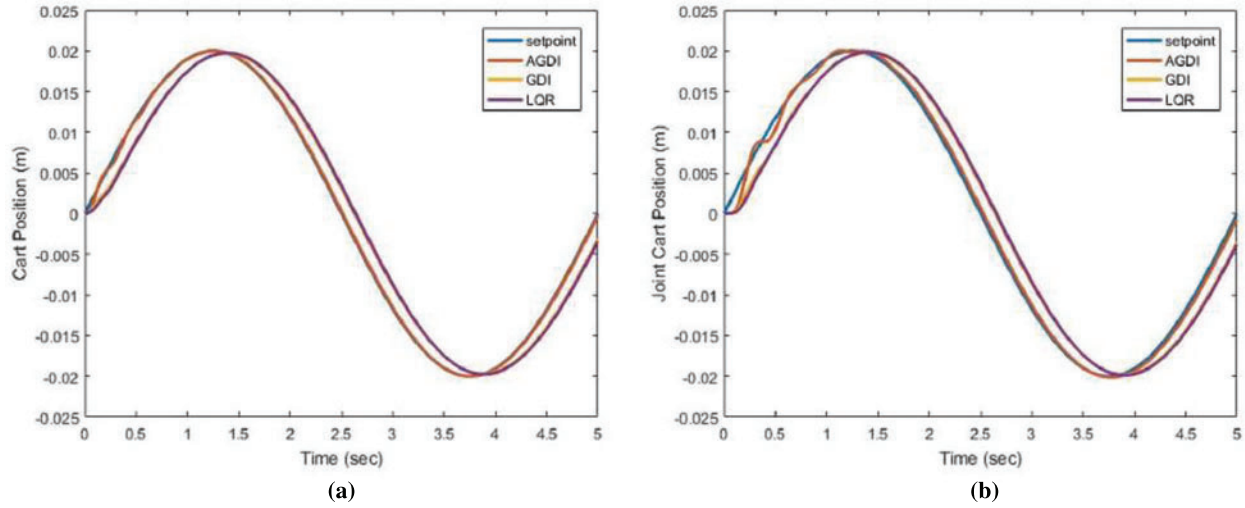 0.025
0.02
0.015
0.01
0.005
0
-0.005
-0.01
-0.015
-0.02
-0.025
Cart Position (m)
setpoint
AGDI
GDI
LQR
0 0.5 1 1.5 2 2.5 3 3.5 4 4.5 5
Time (sec)
(a)
0.025
0.02
0.015
0.01
0.005
0
-0.005
-0.01
-0.015
-0.02
-0.025
Joint Cart Position (m)
setpoint
AGDI
GDI
LQR
0 0.5 1 1.5 2 2.5 3 3.5 4 4.5 5
Time (sec)
(b)